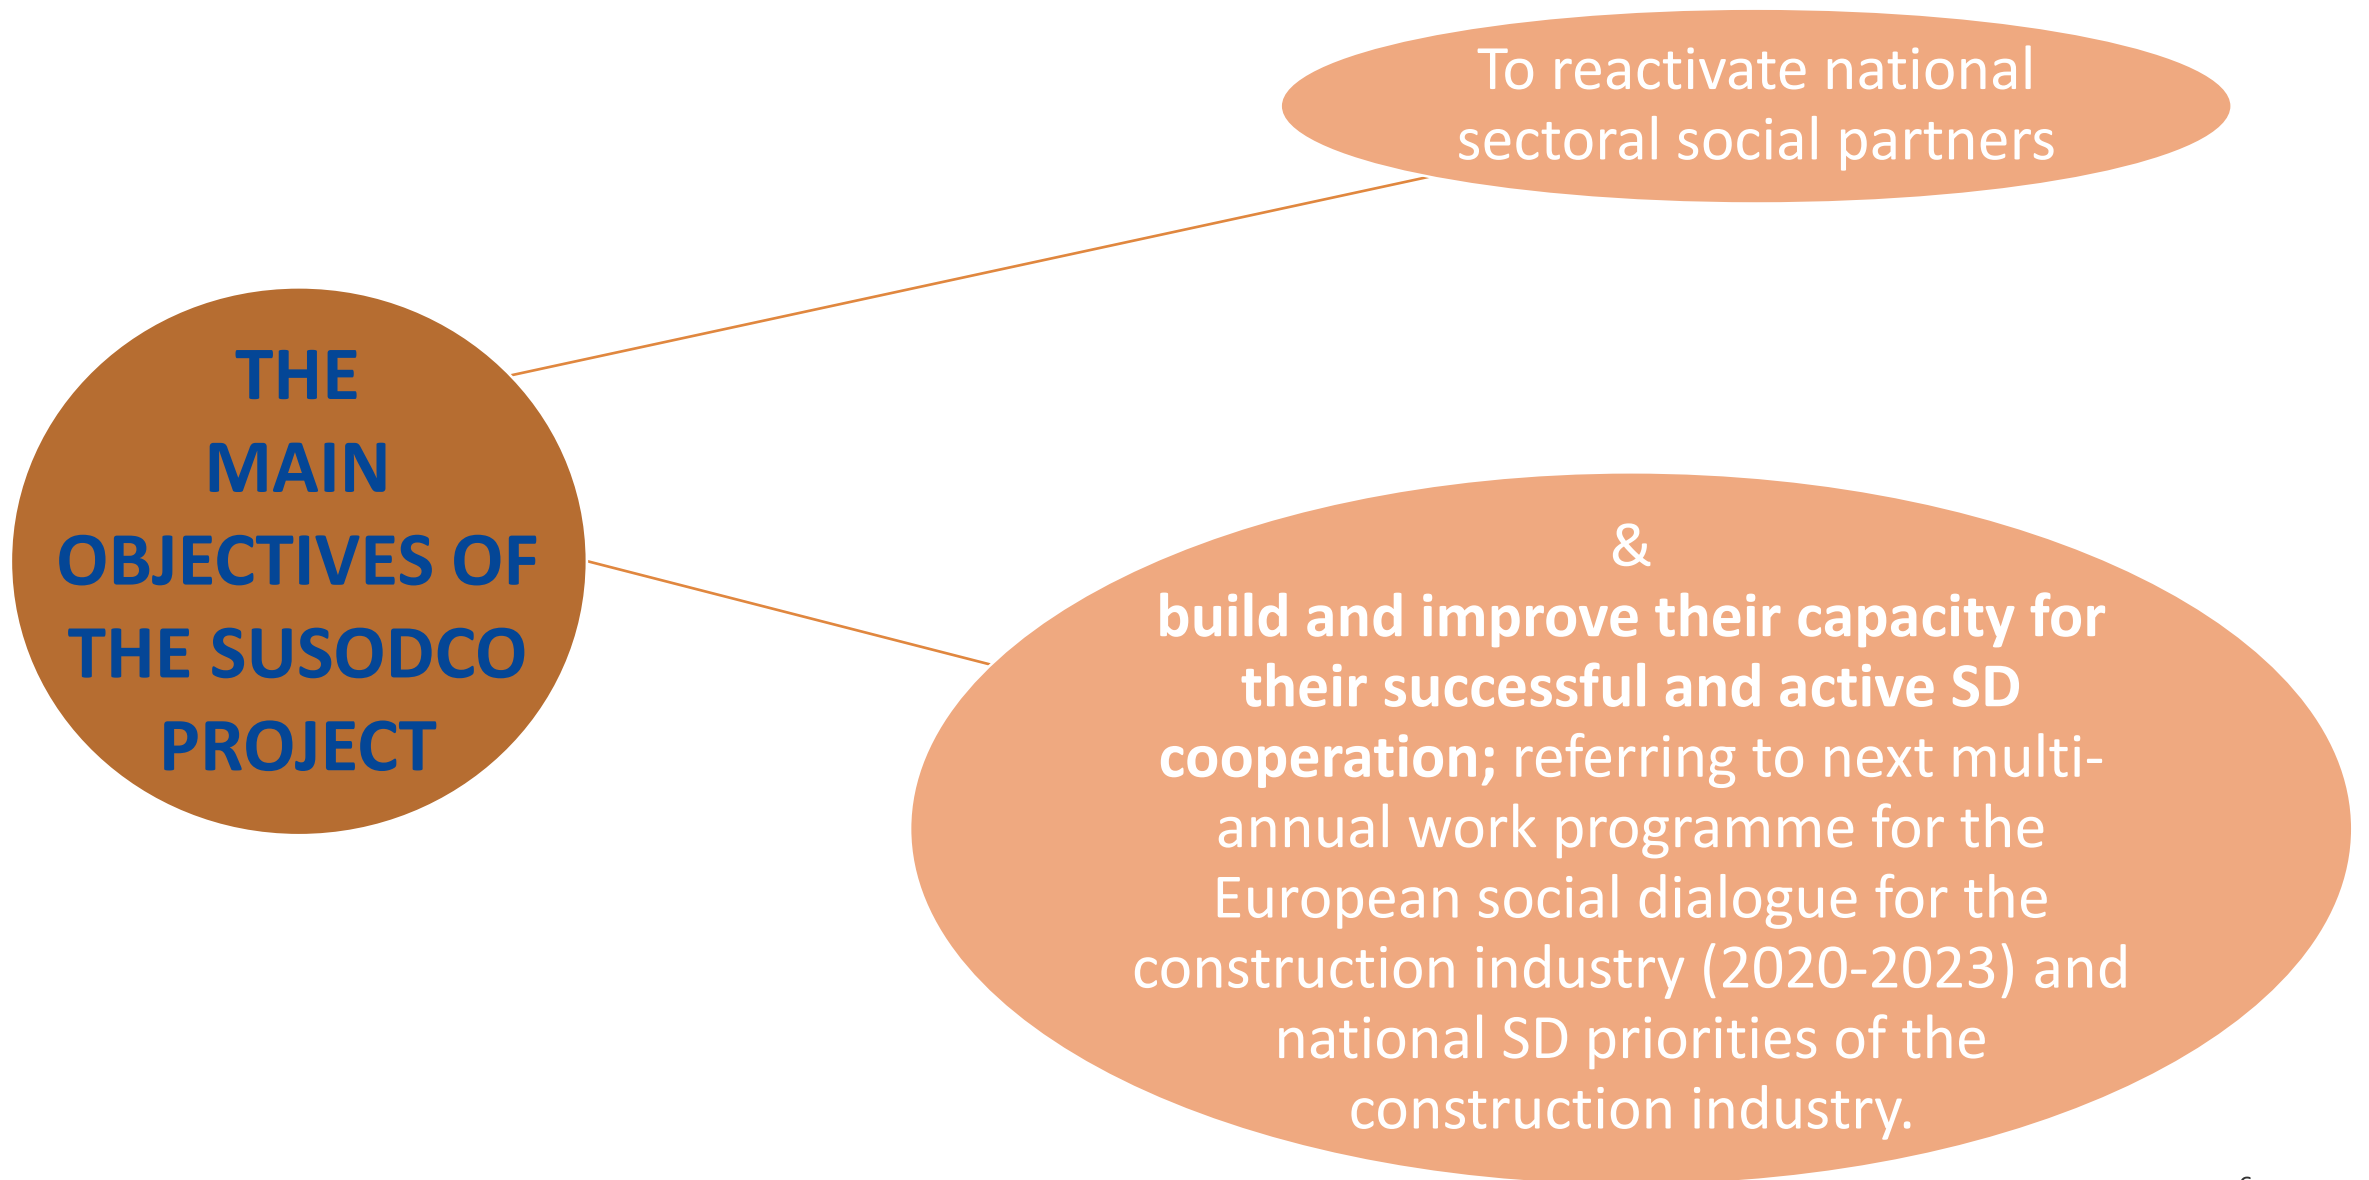 To reactivate national
sectoral social partners
THE
MAIN
OBJECTIVES OF
THE SUSODCO
PROJECT
&
build and improve their capacity for
their successful and active SD
cooperation; referring to next multi-
annual work programme for the
European social dialogue for the
construction industry (2020-2023) and
national SD priorities of the
construction industry.